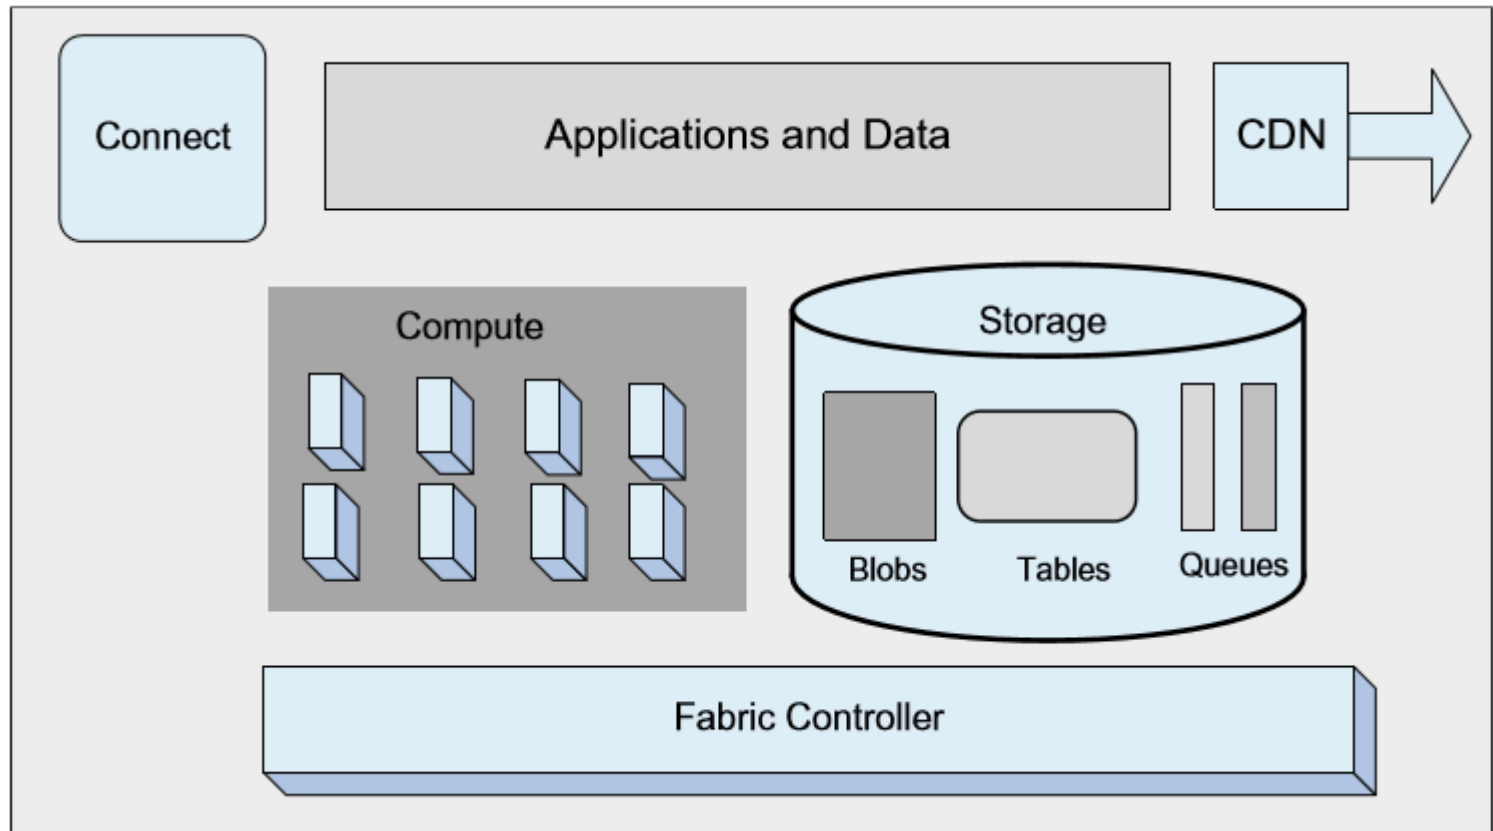 Connect
Applications and Data
CDN
Compute
Storage
Blobs
Tables
Queues
Fabric Controller